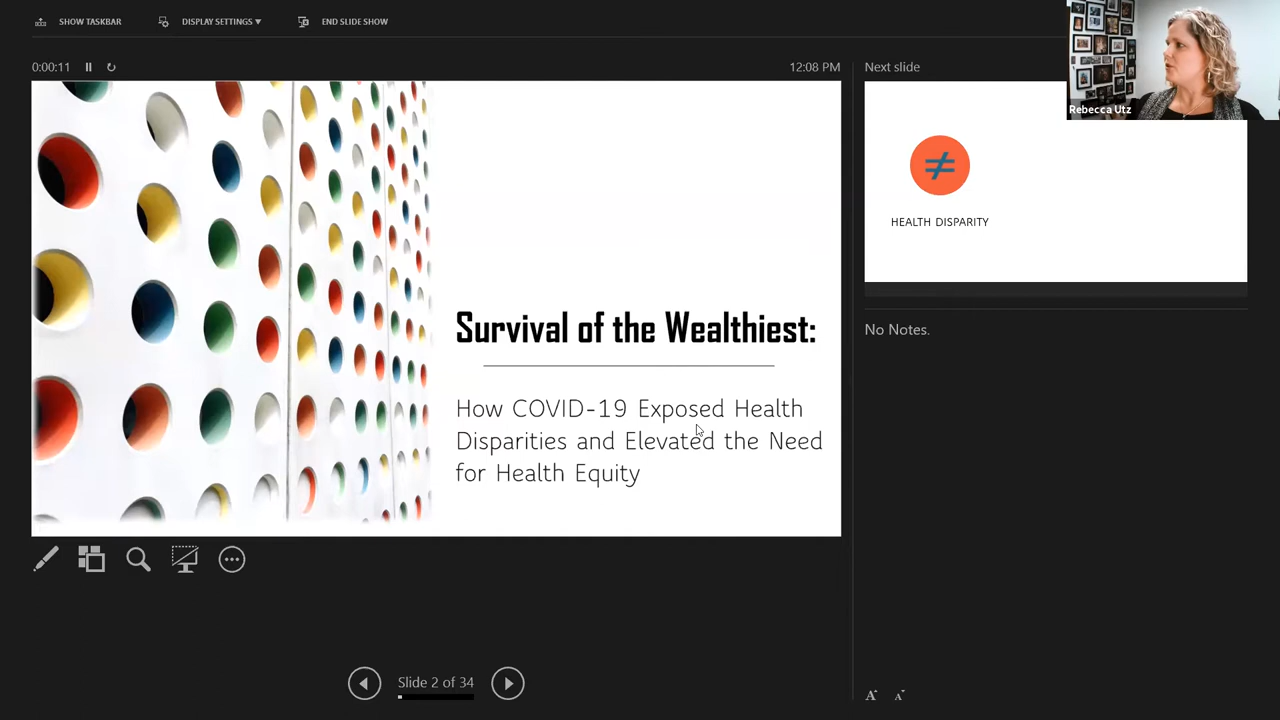 SHOW TASKBAR
DISPLAY SETTINGS
END SLIDE SHOW
Rebecca Utz
0:00:11
12:08 PM
Next slide
Survival of the Wealthiest:
How COVID-19 Exposed Health
Disparities and Elevated the Need
for Health Equity
≠
HEALTH DISPARITY
No Notes.
Slide 2 of 34
A A